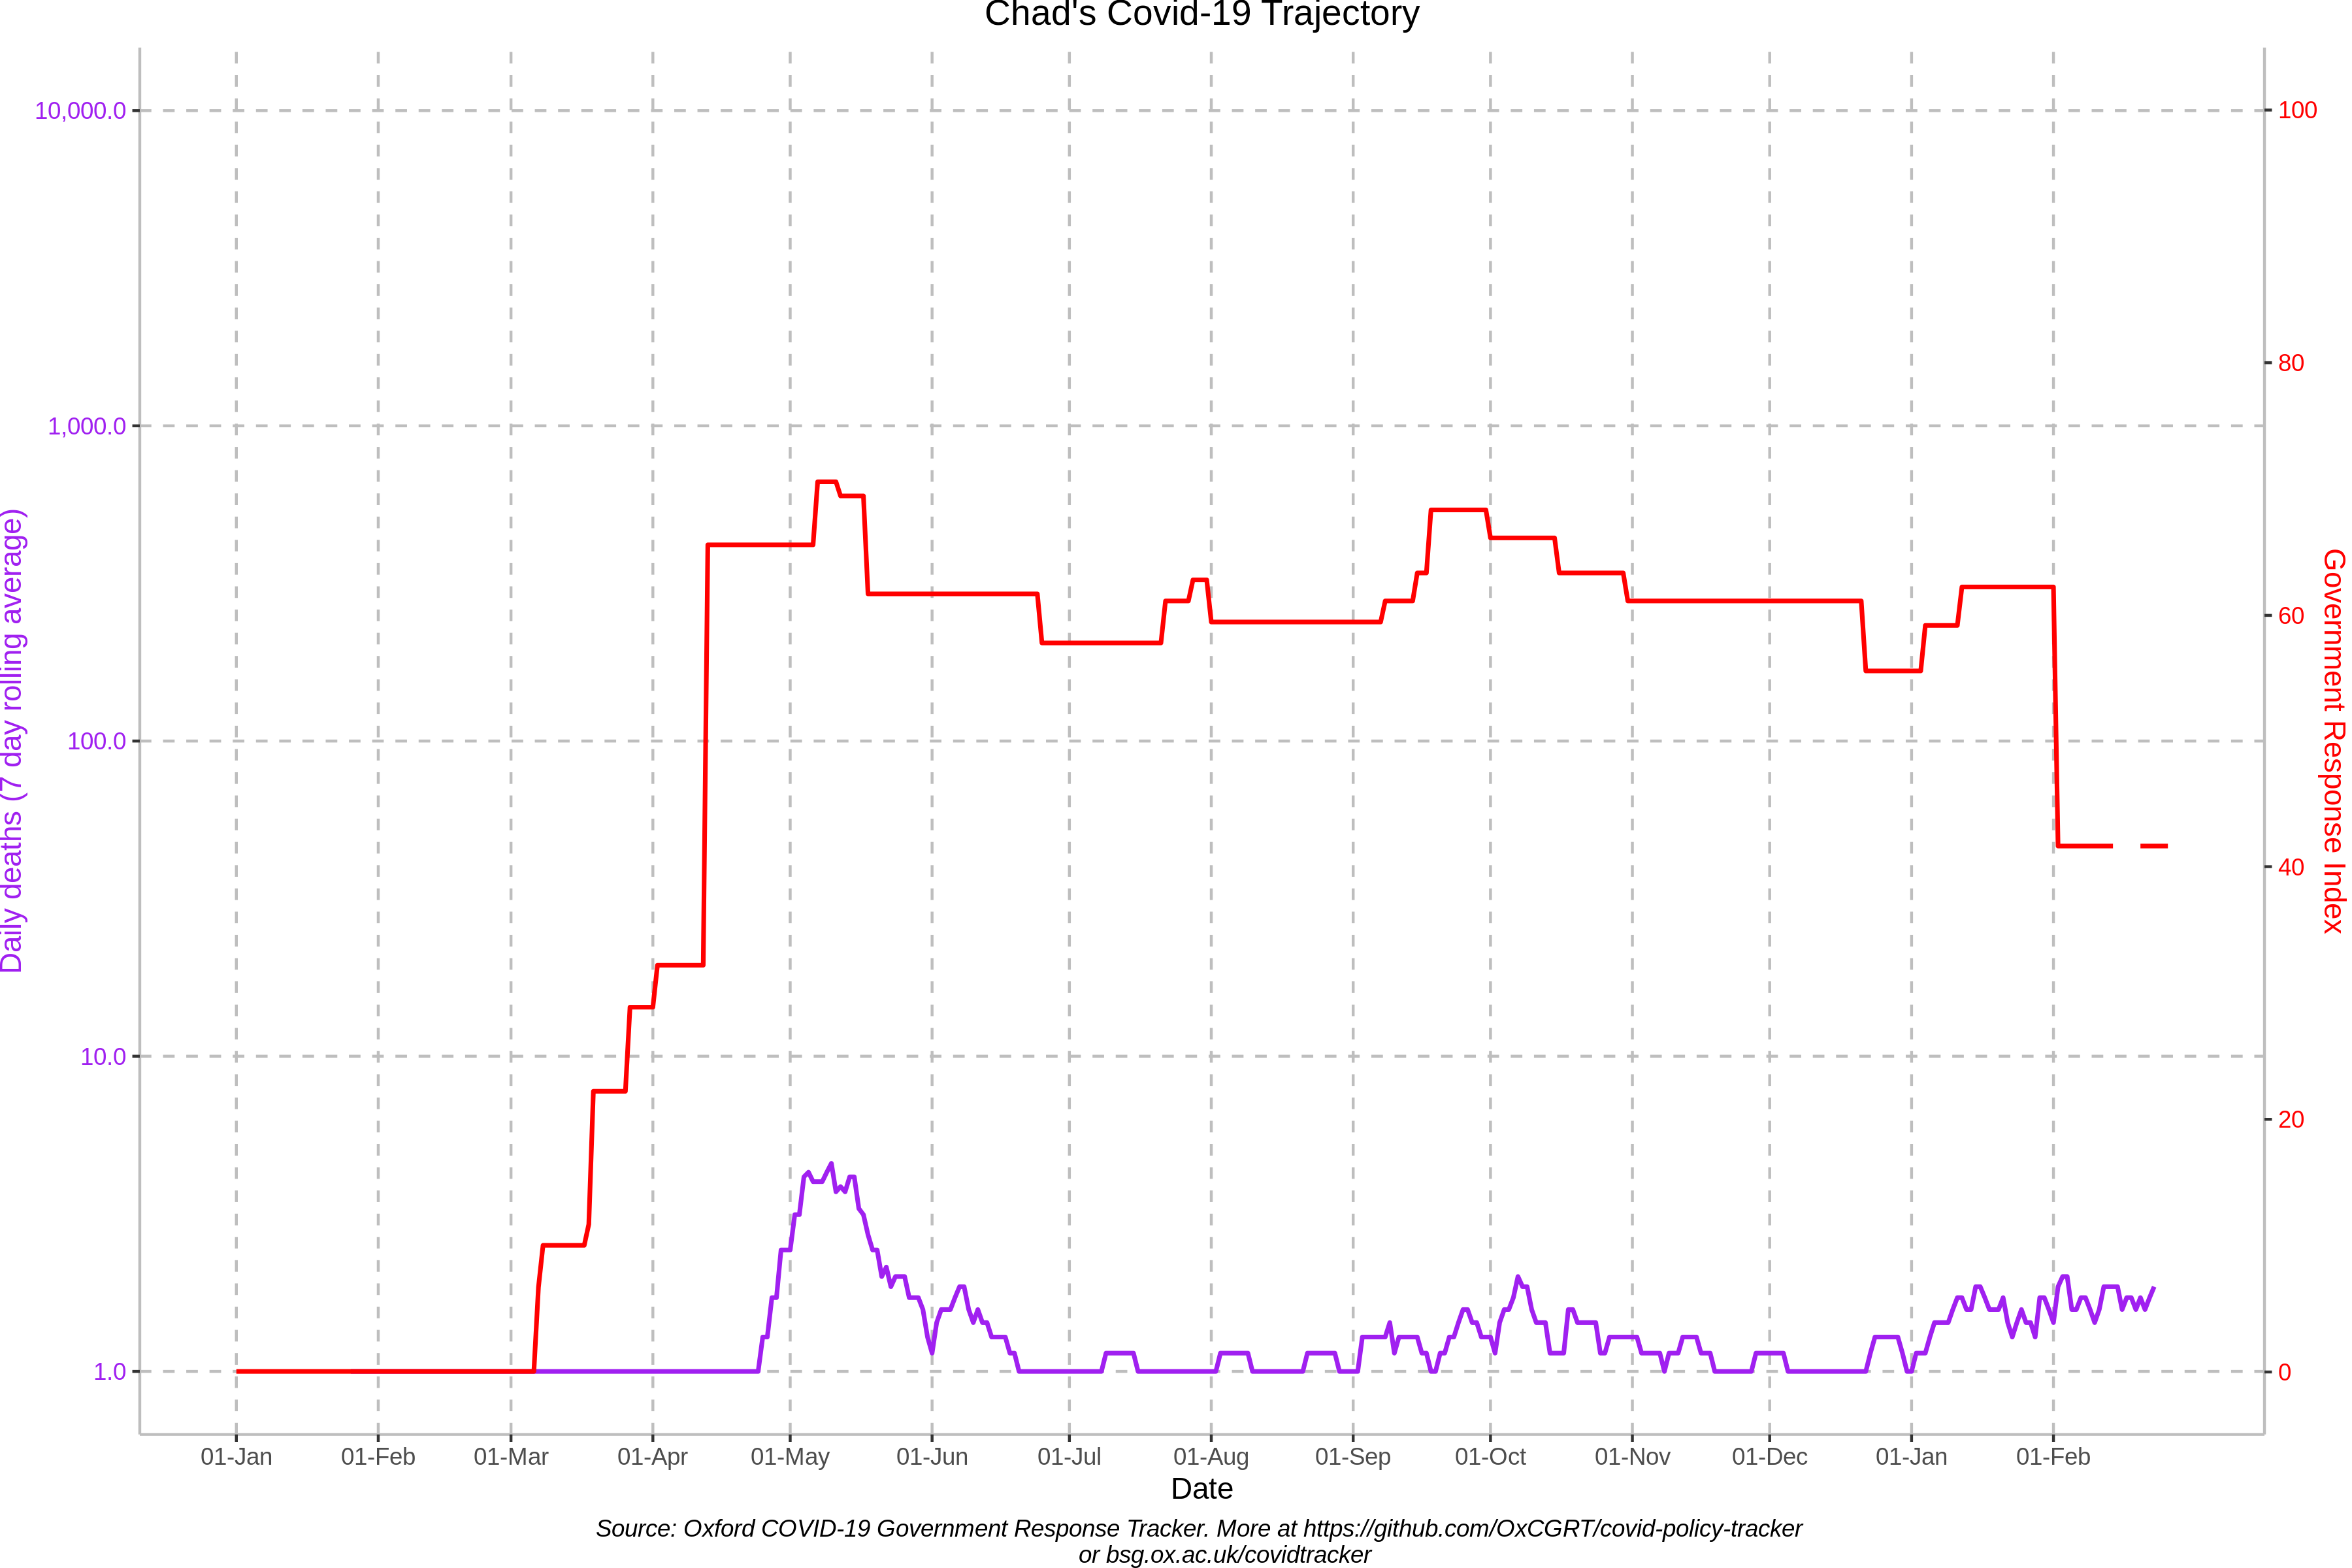 Chad's Covid-19 Trajectory
10,000.0
1,000.0
100.0
10.0
1.0
Daily deaths (7 day rolling average)
100
80
60
40
20
0
Government Response Index
01-Jan 01-Feb 01-Mar 01-Apr 01-May 01-Jun 01-Jul 01-Aug 01-Sep 01-Oct 01-Nov 01-Dec 01-Jan 01-Feb
Date
Source: Oxford COVID-19 Government Response Tracker. More at https://github.com/OxCGRT/covid-policy-tracker
or bsg.ox.ac.uk/covidtracker